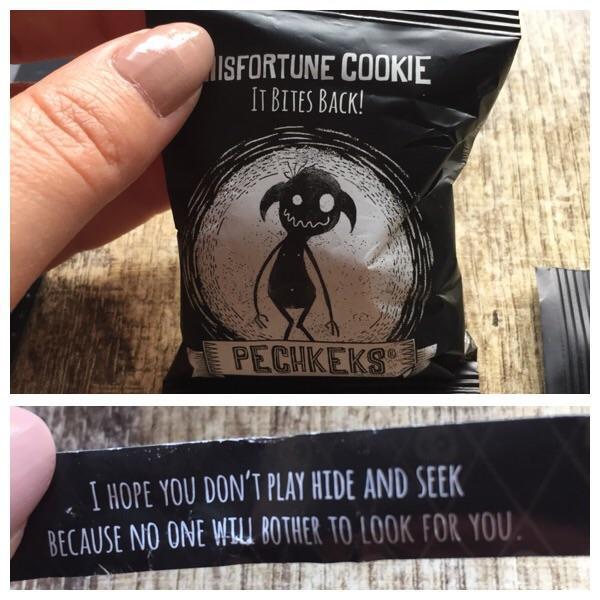 MISFORTUNE COOKIE
IT BITES BACK!
PECHKEKS®
I HOPE YOU DON'T PLAY HIDE AND SEEK
BECAUSE NO ONE WILL BOTHER TO LOOK FOR YOU.